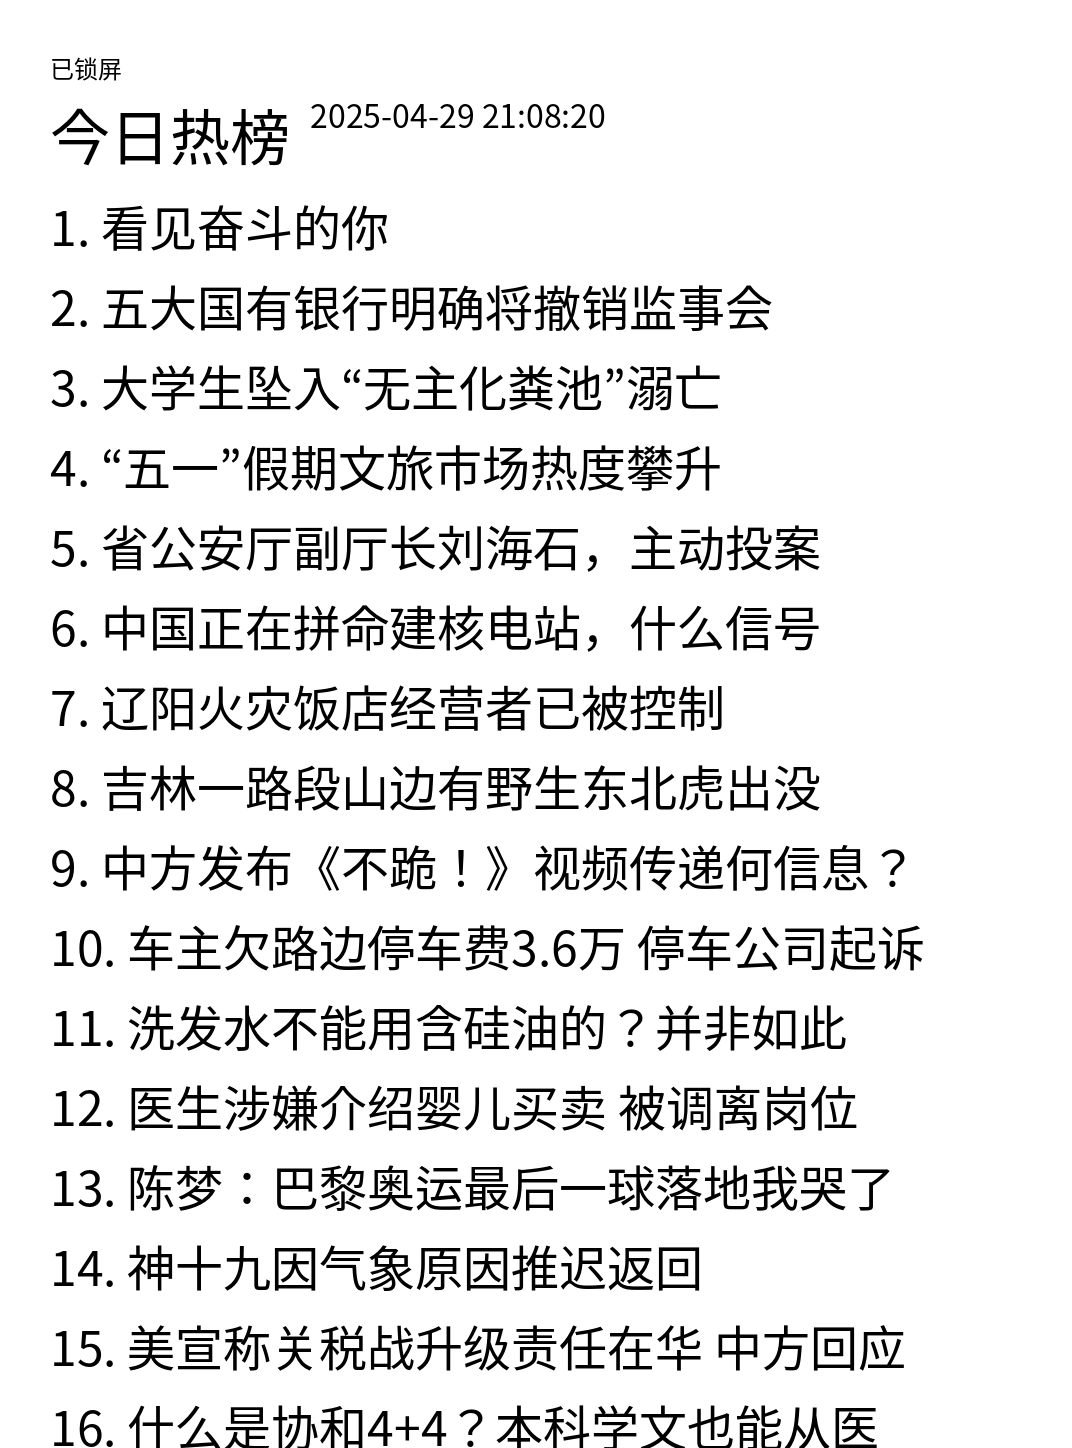 已锁屏
今日热榜 2025-04-29 21:08:20
1. 看见奋斗的你
2. 五大国有银行明确将撤销监事会
3. 大学生坠入“无主化粪池”溺亡
4. “五一”假期文旅市场热度攀升
5. 省公安厅副厅长刘海石，主动投案
6. 中国正在拼命建核电站，什么信号
7. 辽阳火灾饭店经营者已被控制
8. 吉林一路段山边有野生东北虎出没
9. 中方发布《不跪！》视频传递何信息？
10. 车主欠路边停车费3.6万 停车公司起诉
11. 洗发水不能用含硅油的？并非如此
12. 医生涉嫌介绍婴儿买卖 被调离岗位
13. 陈梦：巴黎奥运最后一球落地我哭了
14. 神十九因气象原因推迟返回
15. 美宣称关税战升级责任在华 中方回应
16. 什么是协和4+4？本科学文也能从医